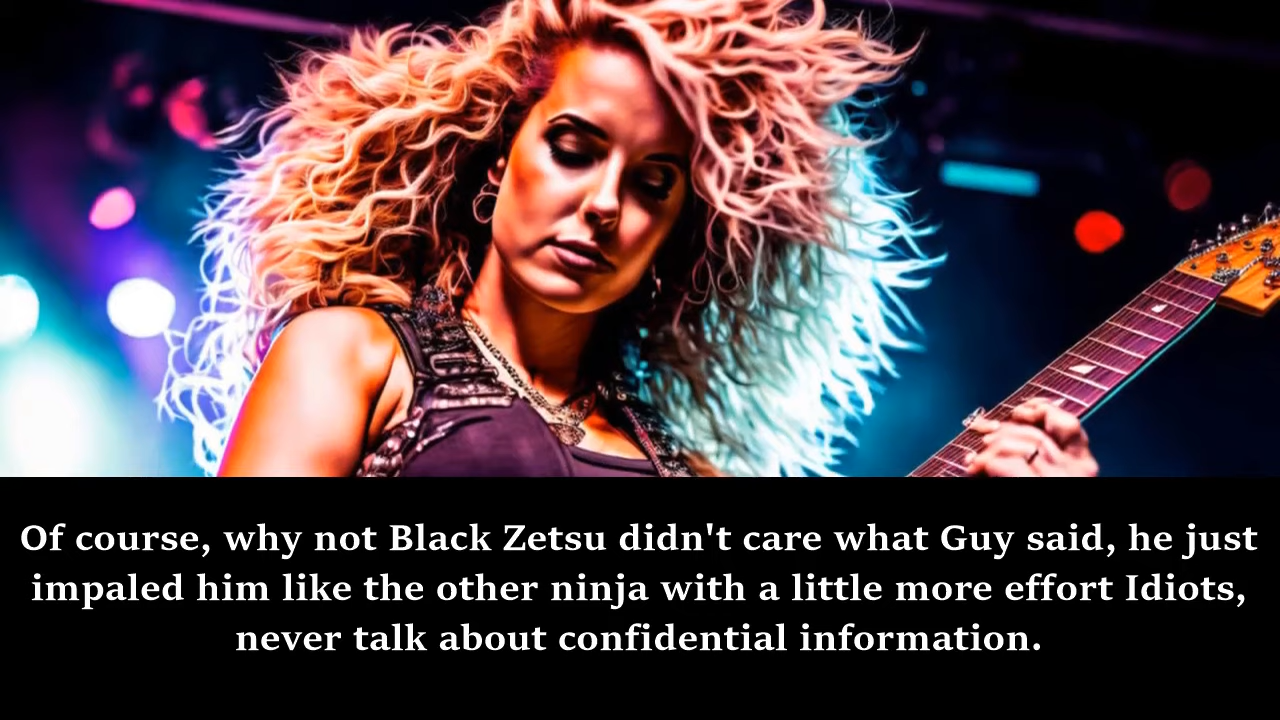 Of course, why not Black Zetsu didn't care what Guy said, he just
impaled him like the other ninja with a little more effort Idiots,
never talk about confidential information.